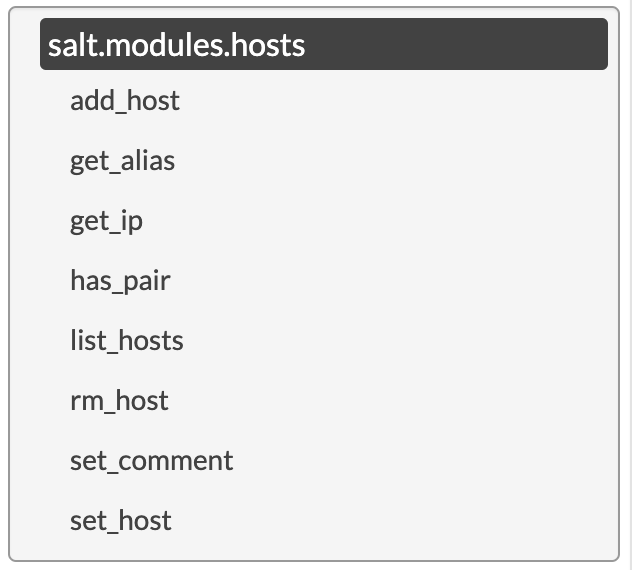 salt.modules.hosts
add_host
get_alias
get_ip
has_pair
list_hosts
rm_host
set_comment
set_host